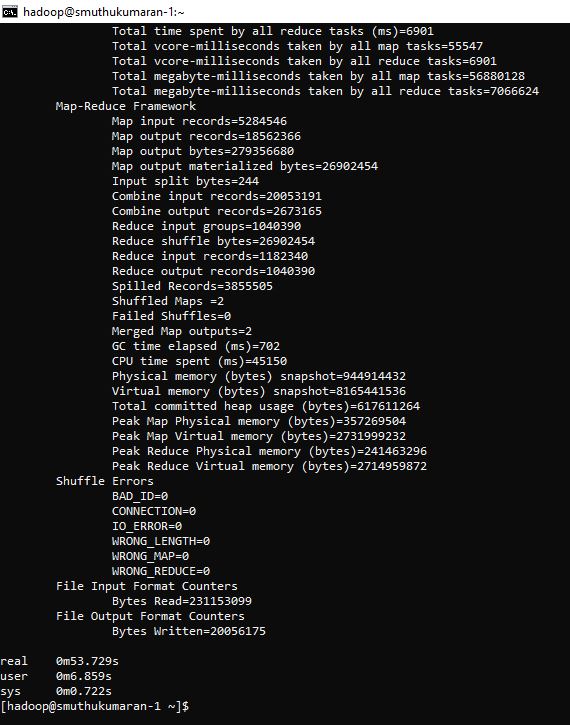 hadoop@smuthukumaran-1:~
Total time spent by all reduce tasks (ms)=6901
Total vcore-milliseconds taken by all map tasks=55547
Total vcore-milliseconds taken by all reduce tasks=6901
Total megabyte-milliseconds taken by all map tasks=56880128
Total megabyte-milliseconds taken by all reduce tasks=7066624
Map-Reduce Framework
Map input records=5284546
Map output records=18562366
Map output bytes=279356680
Map output materialized bytes=26902454
Input split bytes=244
Combine input records=20053191
Combine output records=2673165
Reduce input groups=1040390
Reduce shuffle bytes=26902454
Reduce input records=1182340
Reduce output records=1040390
Spilled Records=3855505
Shuffled Maps =2
Failed Shuffles=0
Merged Map outputs=2
GC time elapsed (ms)=702
CPU time spent (ms)=45150
Physical memory (bytes) snapshot=944914432
Virtual memory (bytes) snapshot=8165441536
Total committed heap usage (bytes)=617611264
Peak Map Physical memory (bytes)=357269504
Peak Map Virtual memory (bytes)=2731999232
Peak Reduce Physical memory (bytes)=241463296
Peak Reduce Virtual memory (bytes)=2714959872
Shuffle Errors
BAD_ID=0
CONNECTION=0
IO_ERROR=0
WRONG_LENGTH=0
WRONG_MAP=0
WRONG_REDUCE=0
File Input Format Counters
Bytes Read=231153099
File Output Format Counters
Bytes Written=20056175
real 0m53.729s
user 0m6.859s
sys 0m0.722s
[hadoop@smuthukumaran-1 ~]$